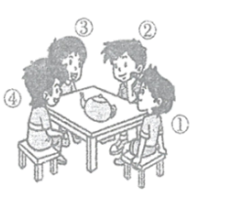 ③ ②
④
①